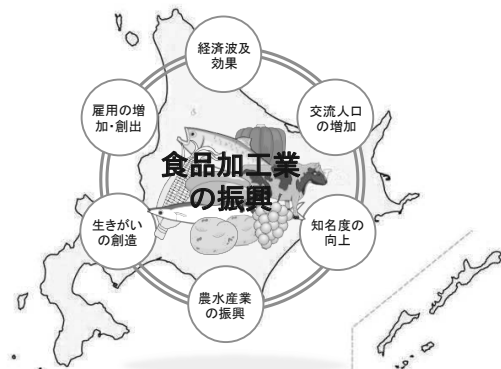 経済波及
効果
雇用の増
加・創出
交流人口
の増加
食品加工業
の振興
生きがい
の創造
知名度の
向上
農水産業
の振興